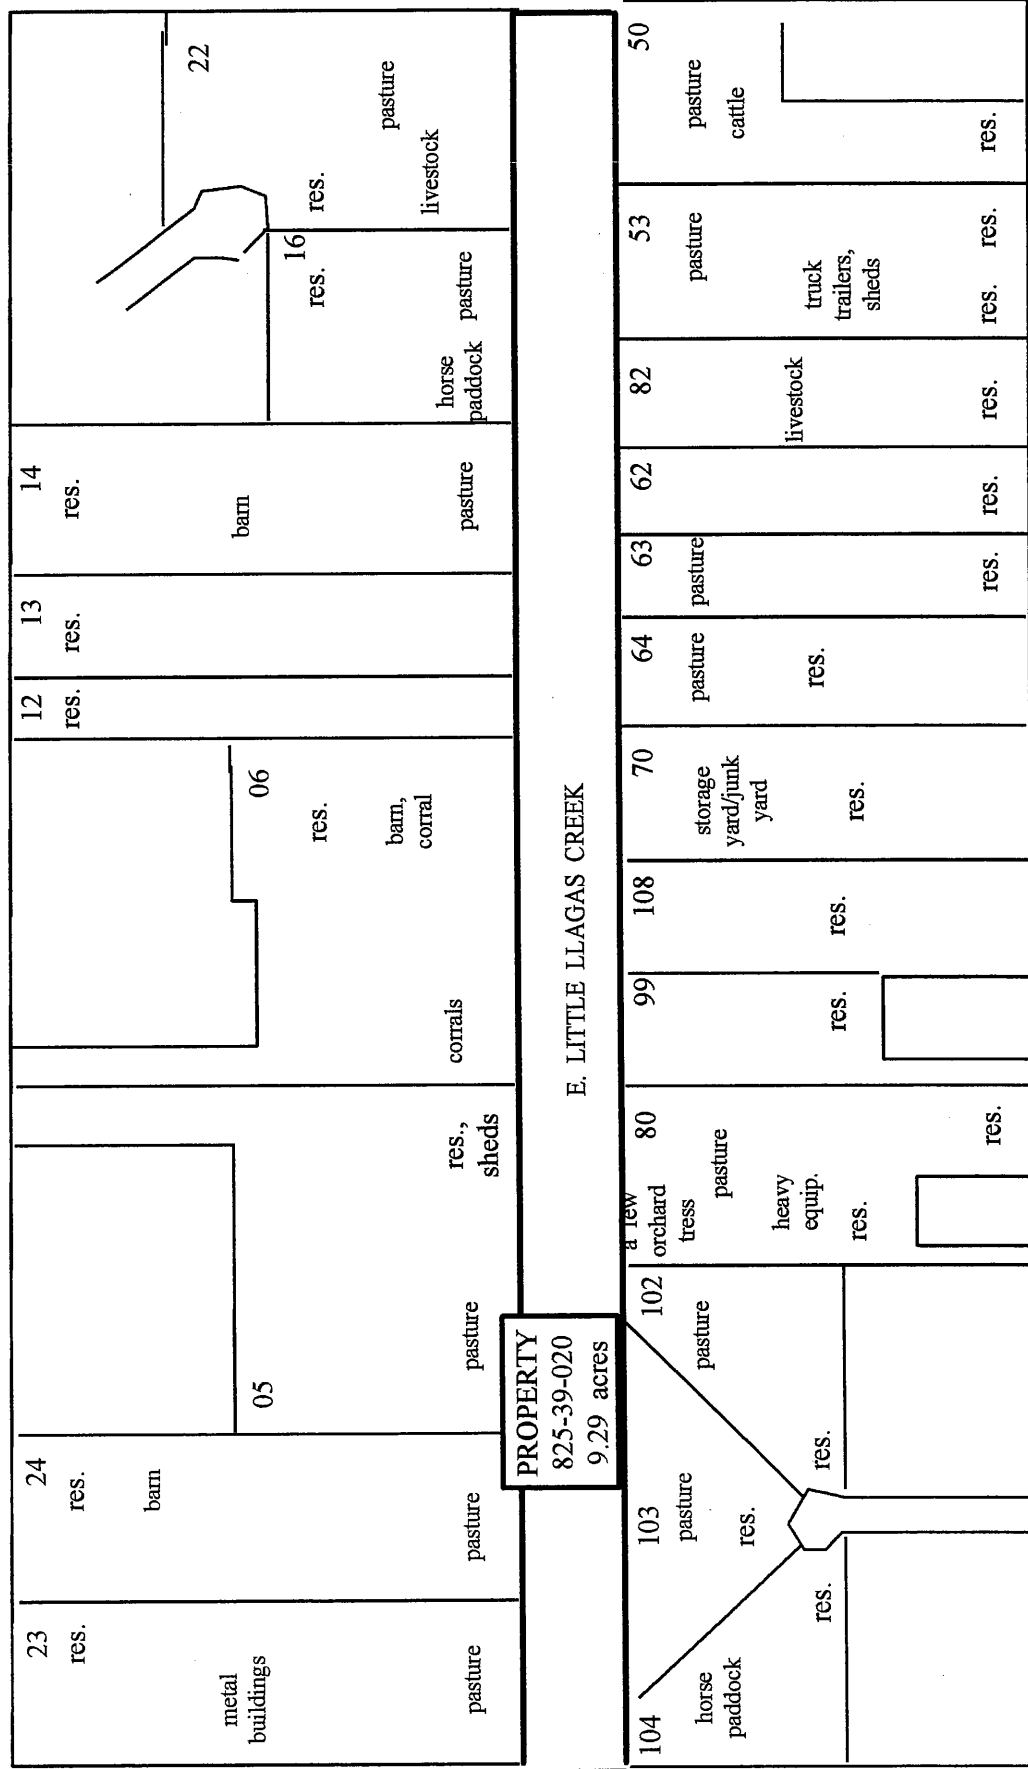 23
res.
metal
buildings
pasture
24
res.
barn
pasture
05
pasture
res.,
sheds
06
res.
barn,
corral
corrals
12
res.
13
res.
14
res.
barn
pasture
16
res.
horse
paddock
pasture
22
res.
livestock
pasture
PROPERTY
825-39-020
9.29 acres
E. LITTLE LLAGAS CREEK
104
horse
paddock
res.
103
pasture
res.
102
pasture
res.
a few
orchard
tress
80
pasture
heavy
equip.
res.
res.
99
res.
108
res.
70
storage
yard/junk
yard
res.
64
pasture
res.
63
pasture
res.
62
res.
82
livestock
res.
53
pasture
truck
trailers,
sheds
res.
res.
50
pasture
cattle
res.